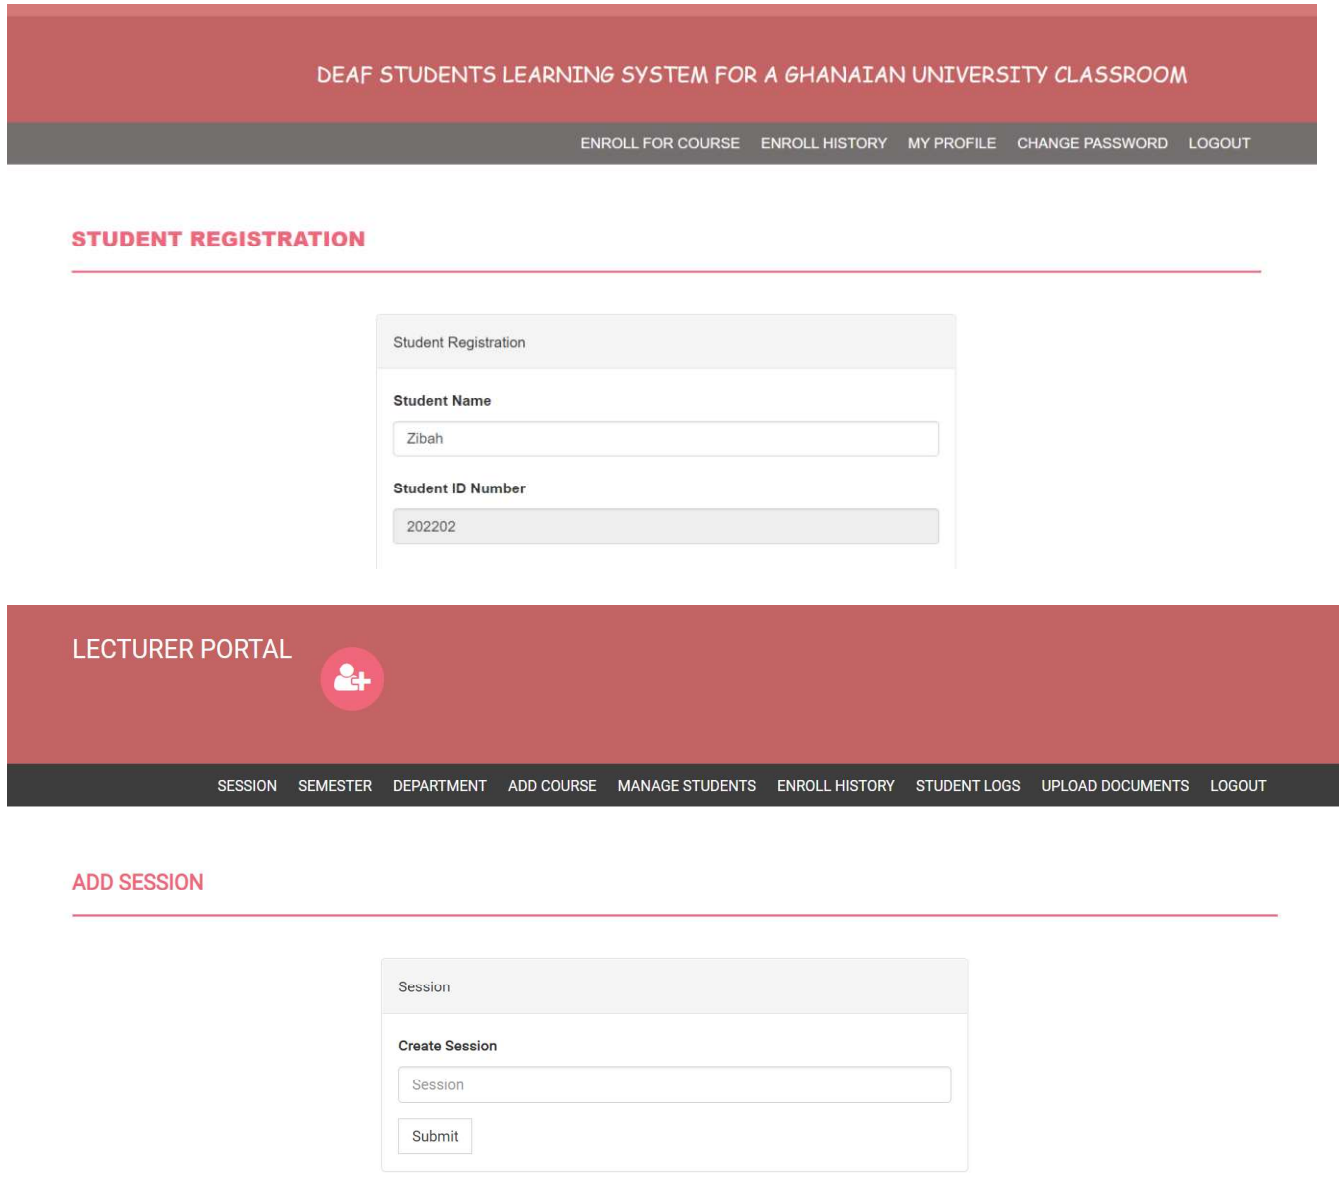 DEAF STUDENTS LEARNING SYSTEM FOR A GHANAIAN UNIVERSITY CLASSROOM
ENROLL FOR COURSE ENROLL HISTORY MY PROFILE CHANGE PASSWORD LOGOUT
STUDENT REGISTRATION
Student Registration
Student Name
Zibah
Student ID Number
202202
LECTURER PORTAL
SESSION SEMESTER DEPARTMENT ADD COURSE MANAGE STUDENTS ENROLL HISTORY STUDENT LOGS UPLOAD DOCUMENTS LOGOUT
ADD SESSION
Session
Create Session
Session
Submit